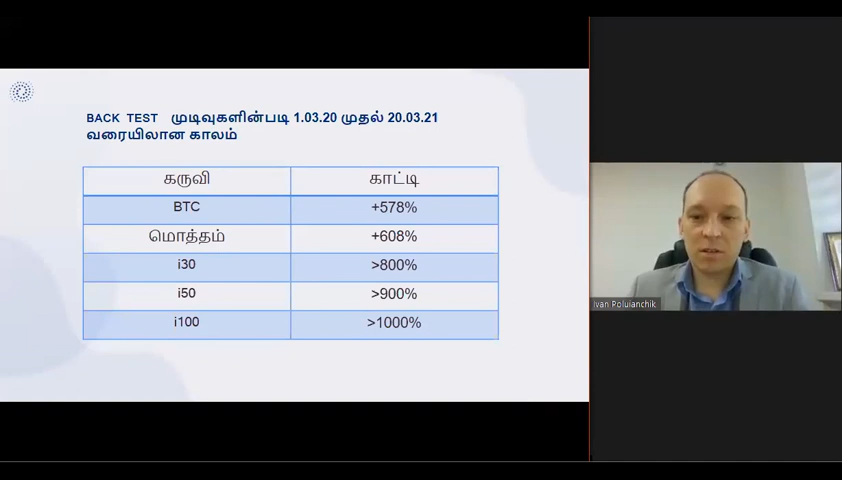 BACK TEST முடிவுகளின்படி 1.03.20 முதல் 20.03.21
வரையிலான காலம்
கருவி காட்டி
BTC +578%
மொத்தம் +608%
i30 >800%
i50 >900%
i100 >1000%
Ivan Poluianchik